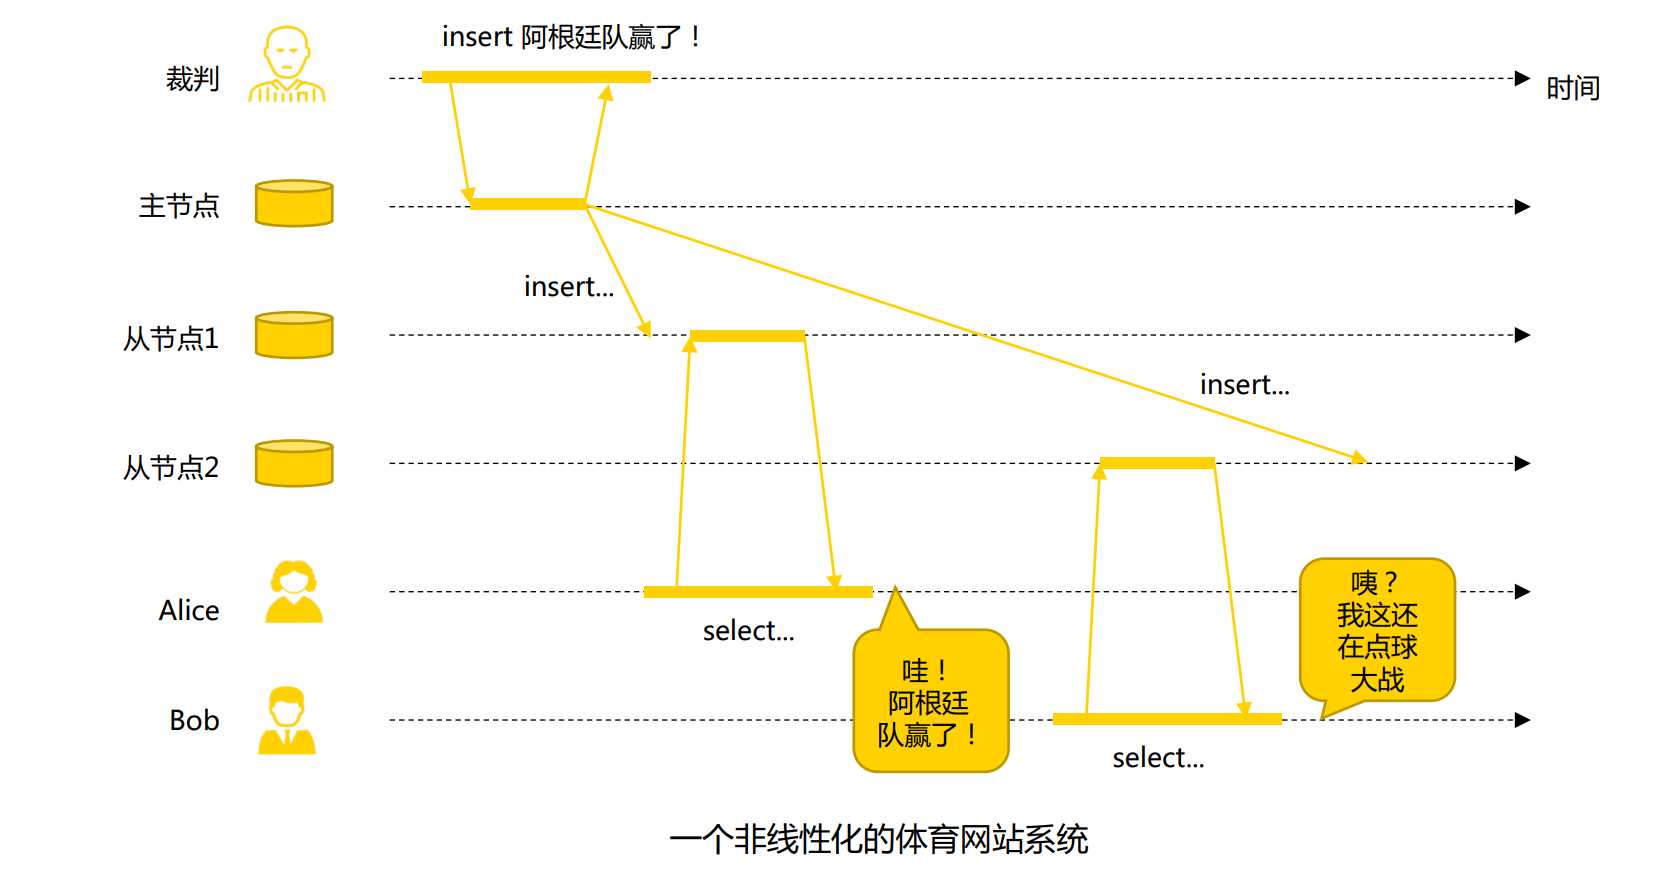 insert 阿根廷队赢了！
裁判
时间
主节点
insert...
从节点1
insert...
从节点2
Alice
select...
哇！
阿根廷
队赢了！
咦？
我这还
在点球
大战
Bob
select...
一个非线性化的体育网站系统